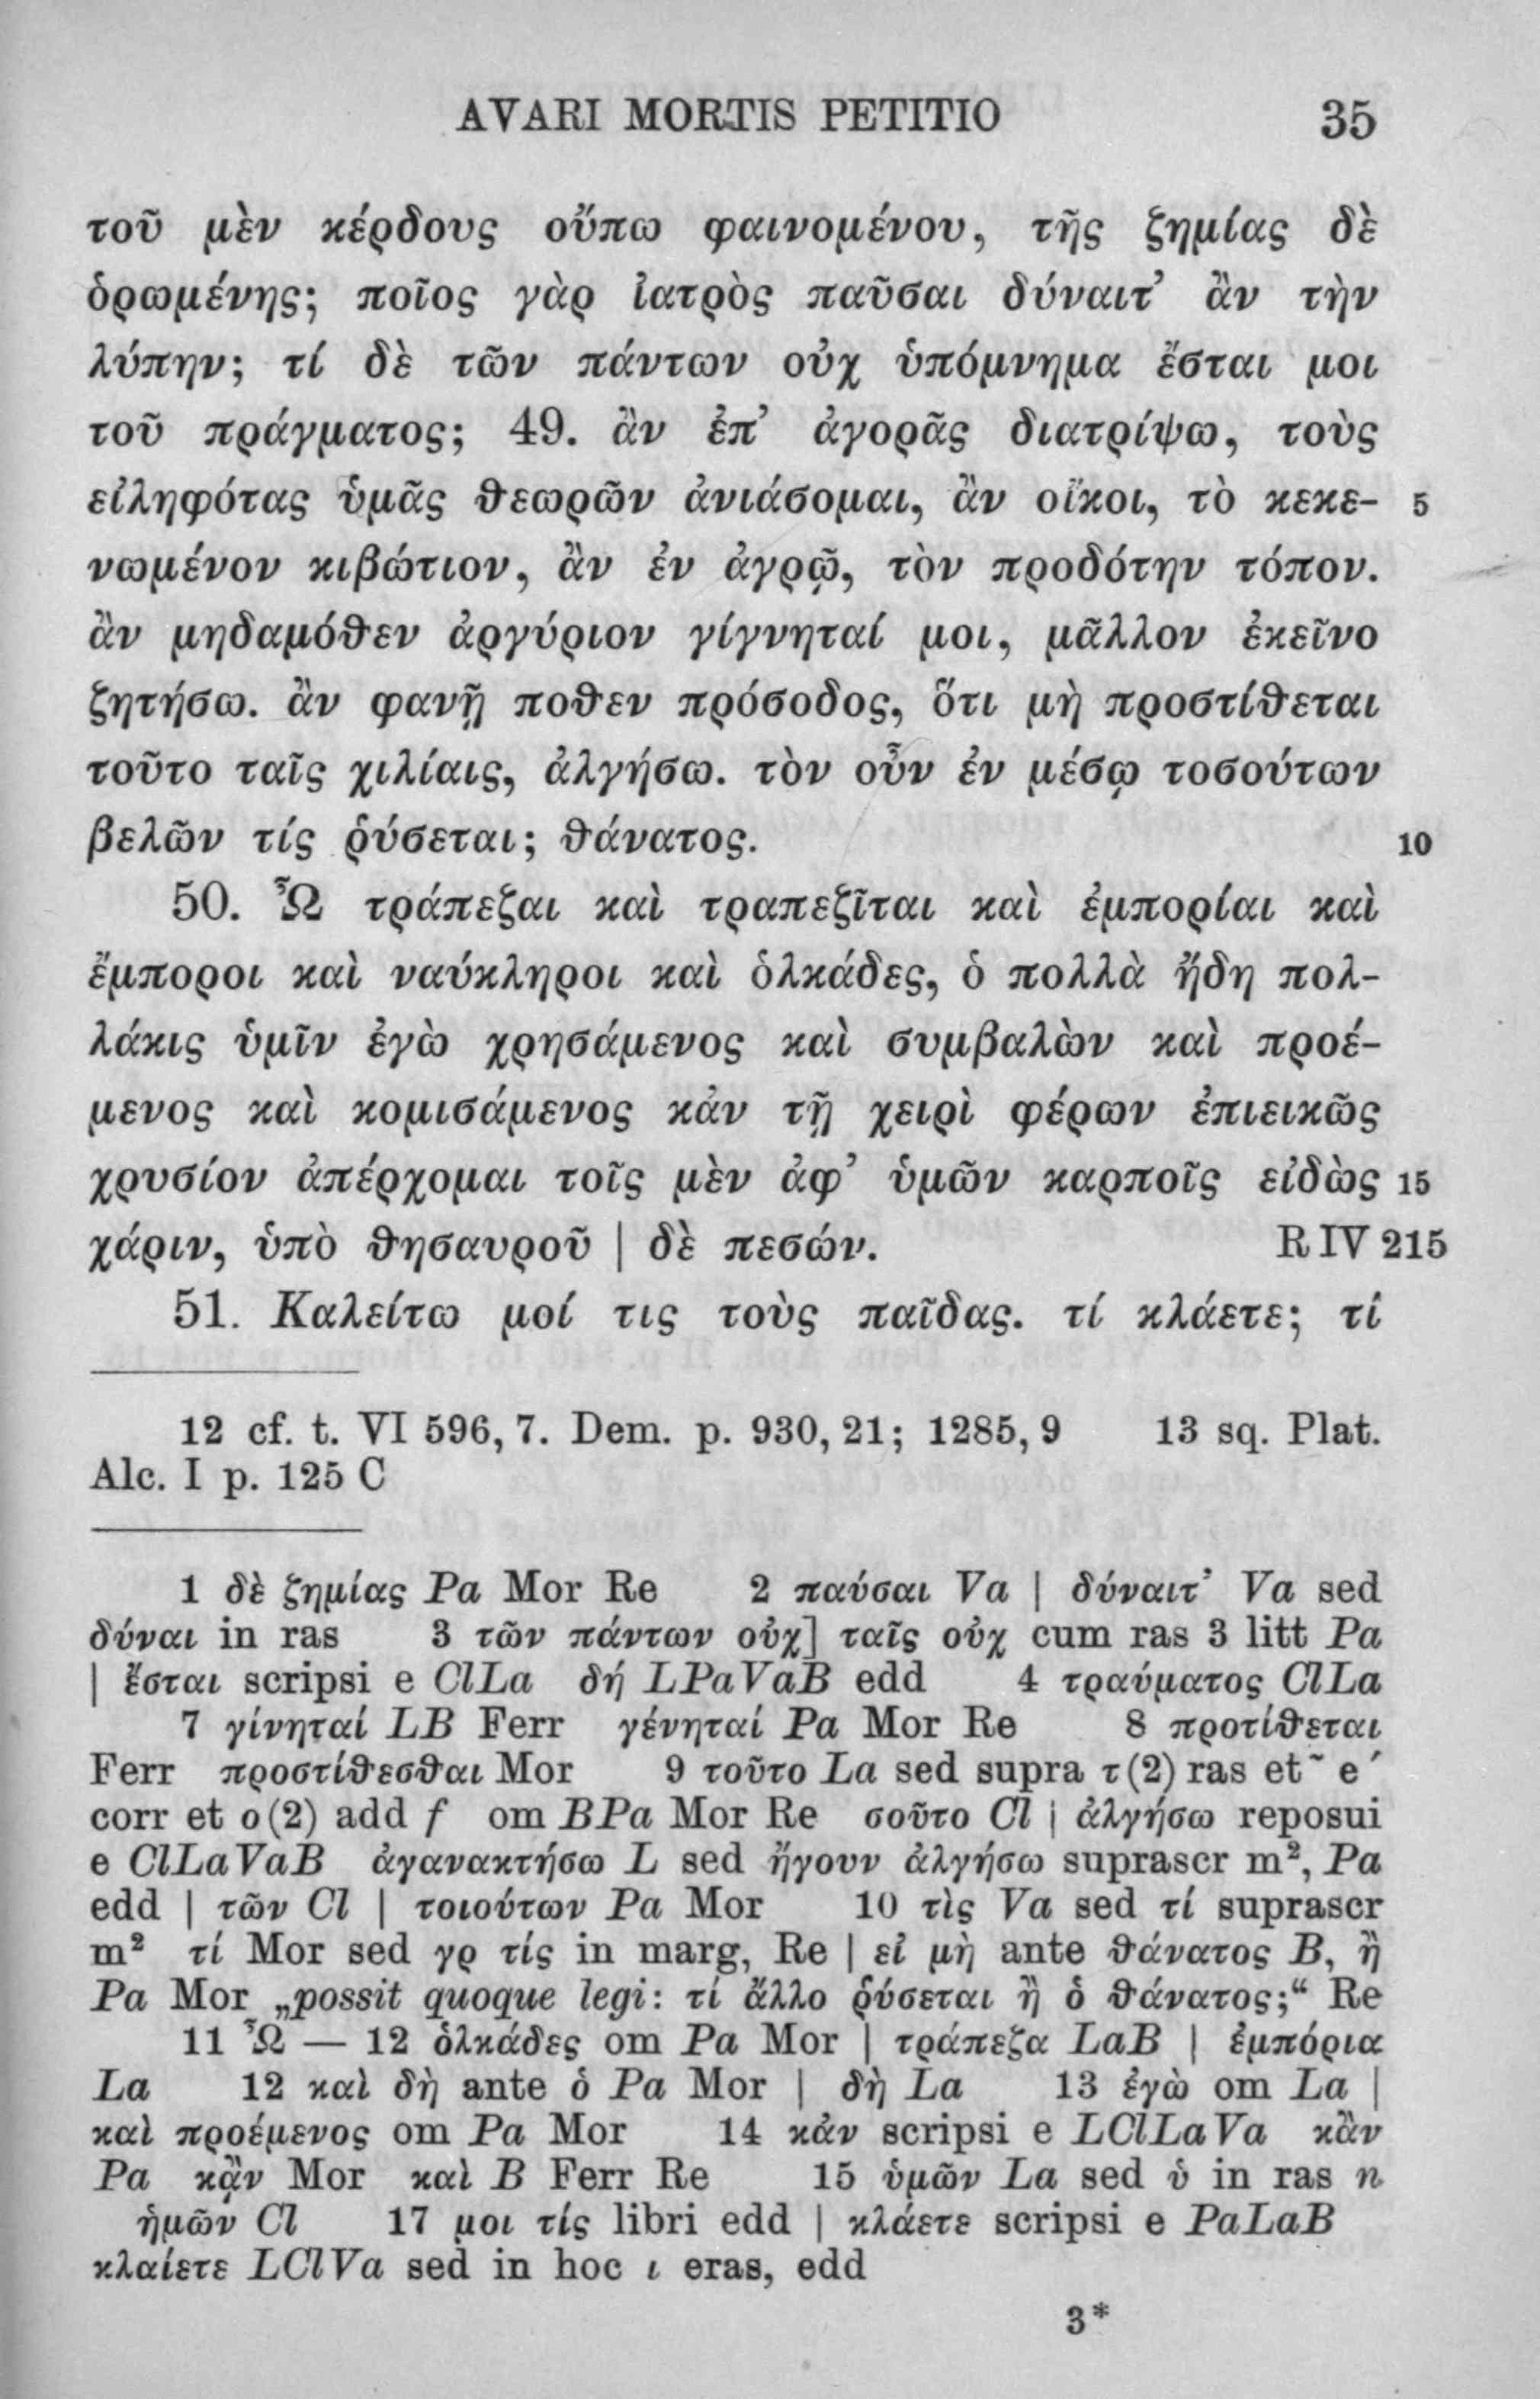 AVARI MORTIS PETITIO 35
τοῦ μὲν κέρδους οὔπω φαινομένου, τῆς ζημίας δὲ
ὁρωμένης; ποῖος γὰρ ἰατρὸς παῦσαι δύναιτ’ ἂν τὴν
λύπην; τί δὲ τῶν πάντων οὐχ ὑπόμνημα ἔσται μοι
τοῦ πράγματος; 49. ἂν ἐπ’ ἀγορᾶς διατρίψω, τοὺς
εἰληφότας ὑμᾶς θεωρῶν ἀνιάσομαι, ἂν οἴκοι, τὸ κεκε- 5
νωμένον κιβώτιον, ἂν ἐν ἀγρῷ, τὸν προδότην τόπον.
ἂν μηδαμόθεν ἀργύριον γίγνηταί μοι, μᾶλλον ἐκεῖνο
ζητήσω. ἂν φανῇ ποθεν πρόσοδος, ὅτι μὴ προστίθεται
τοῦτο ταῖς χιλίαις, ἀλγήσω. τὸν οὖν ἐν μέσῳ τοσούτων
βελῶν τίς ῥύσεται; θάνατος. 10
50. Ὦ τράπεζαι καὶ τραπεζῖται καὶ ἐμπορίαι καὶ
ἔμποροι καὶ ναύκληροι καὶ ὁλκάδες, ὁ πολλὰ ἤδη πολ-
λάκις ὑμῖν ἐγὼ χρησάμενος καὶ συμβαλὼν καὶ προέ-
μενος καὶ κομισάμενος κἀν τῇ χειρὶ φέρων ἐπιεικῶς
χρυσίον ἀπέρχομαι τοῖς μὲν ἀφ’ ὑμῶν καρποῖς εἰδὼς 15
χάριν, ὑπὸ θησαυροῦ | δὲ πεσών. R IV 215
51. Καλείτω μοί τις τοὺς παῖδας. τί κλάετε; τί
12 cf. t. VI 596, 7. Dem. p. 930, 21; 1285, 9 13 sq. Plat.
Alc. I p. 125 C
1 δὲ ζημίας Pa Mor Re 2 παύσαι Va | δύναιτ’ Va sed
δύναι in ras 3 τῶν πάντων οὐχ] ταῖς οὐχ cum ras 3 litt Pa
| ἔσται scripsi e ClLa δή LPaVaB edd 4 τραύματος ClLa
7 γίνηταί LB Ferr γένηταί Pa Mor Re 8 προτίθεται
Ferr προστίθεσθαι Mor 9 τοῦτο La sed supra τ (2) ras et ῀ e ´
corr et ο (2) add f om BPa Mor Re σοῦτο Cl | ἀλγήσω reposui
e ClLaVaB ἀγανακτήσω L sed ἤγουν ἀλγήσω suprascr m², Pa
edd | τῶν Cl | τοιούτων Pa Mor 10 τὶς Va sed τί suprascr
m² τί Mor sed γρ τίς in marg, Re | εἰ μὴ ante θάνατος B, ἢ
Pa Mor „possit quoque legi: τί ἄλλο ῥύσεται ἢ ὁ θάνατος;“ Re
11 Ὦ — 12 ὁλκάδες om Pa Mor | τράπεζα LaB | ἐμπόρια
La 12 καὶ δὴ ante ὁ Pa Mor | δὴ La 13 ἐγὼ om La |
καὶ προέμενος om Pa Mor 14 κἀν scripsi e LClLaVa κἂν
Pa κᾂν Mor καὶ B Ferr Re 15 ὑμῶν La sed ὑ in ras n
ἡμῶν Cl 17 μοι τίς libri edd | κλάετε scripsi e PaLaB
κλαίετε LClVa sed in hoc ι eras, edd
3*